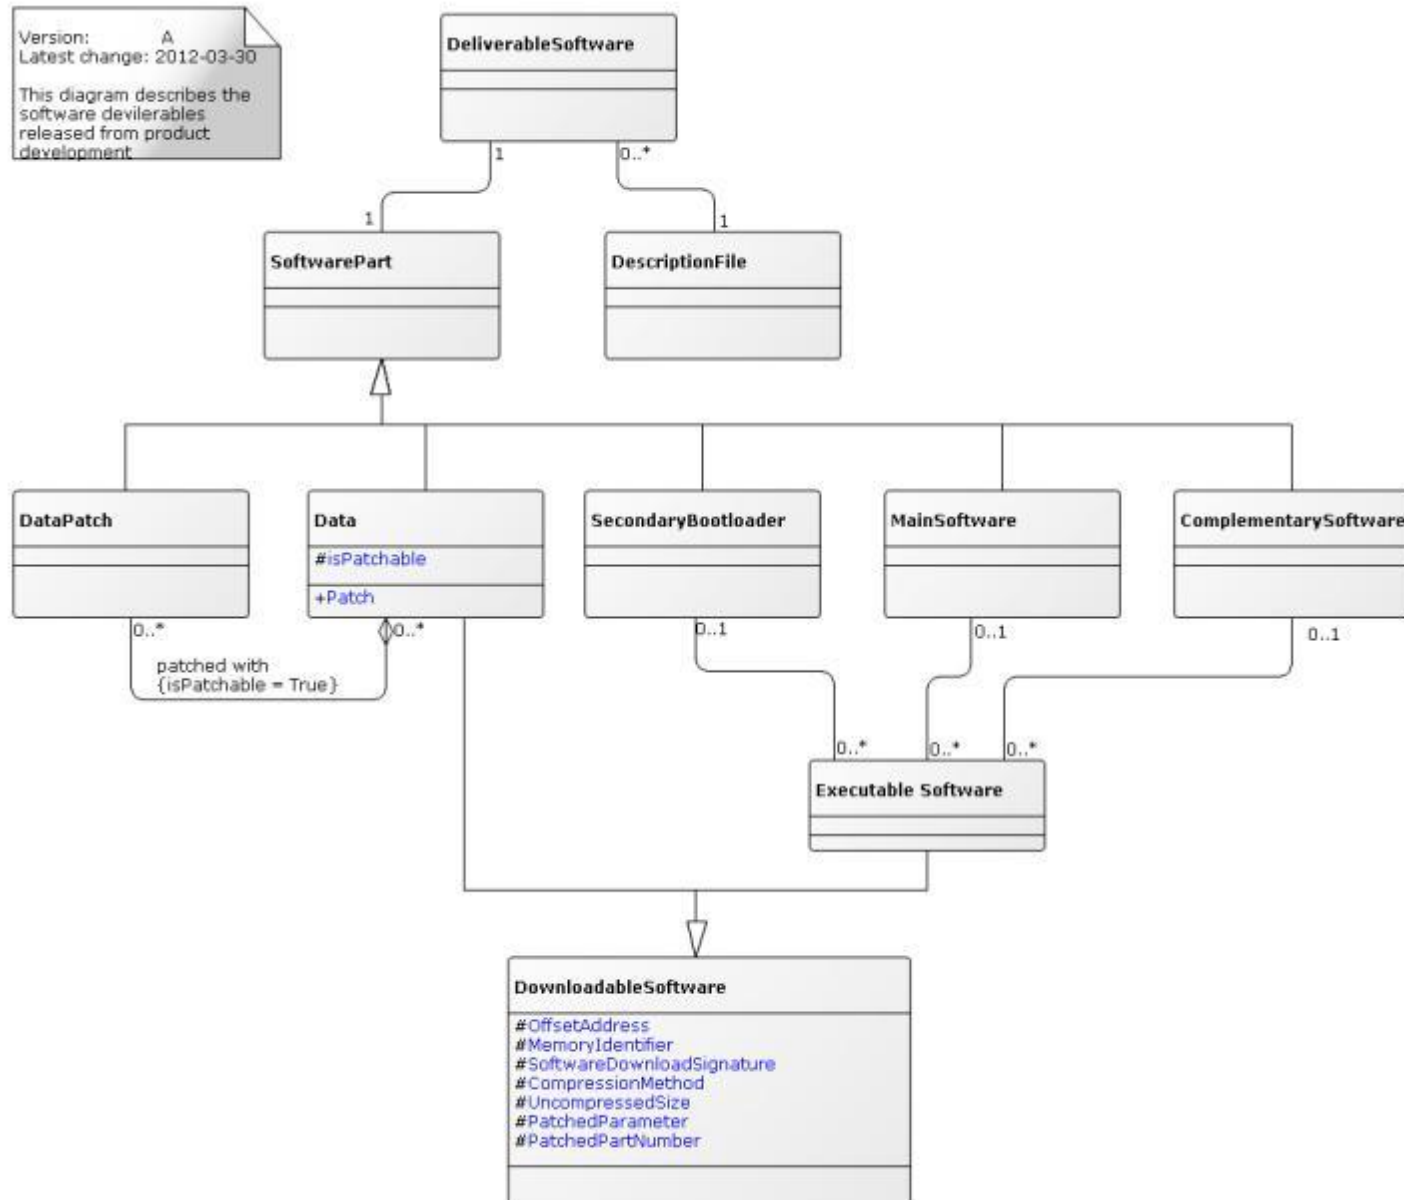 Version: A
Latest change: 2012-03-30
This diagram describes the
software devilerables
released from product
development
DeliverableSoftware
1
0..*
1
1
SoftwarePart
DescriptionFile
DataPatch
Data
#isPatchable
+Patch
SecondaryBootloader
MainSoftware
ComplementarySoftware
0..*
0..*
0..1
0..1
0..1
patched with
{isPatchable = True}
0..*
0..*
0..*
Executable Software
DownloadableSoftware
#OffsetAddress
#MemoryIdentifier
#SoftwareDownloadSignature
#CompressionMethod
#UncompressedSize
#PatchedParameter
#PatchedPartNumber